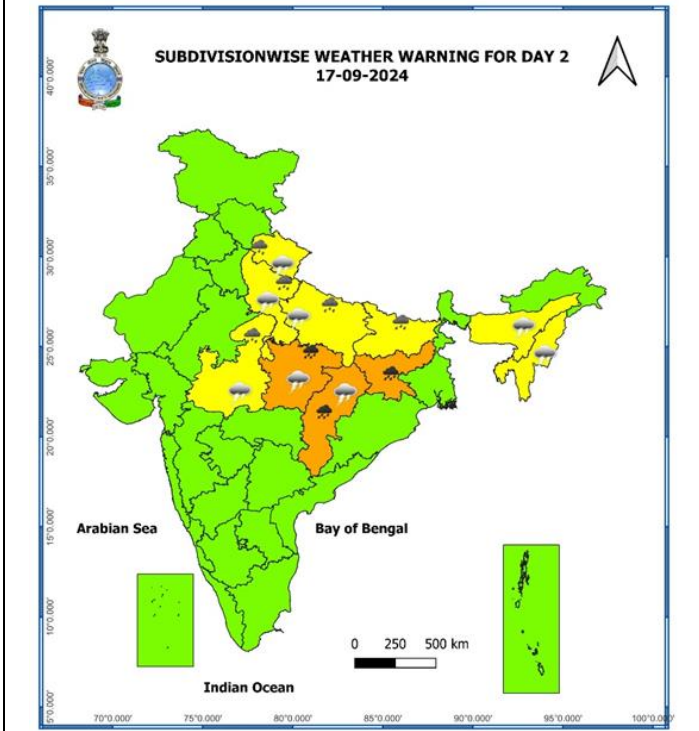 SUBDIVISIONWISE WEATHER WARNING FOR DAY 2
17-09-2024
40°0.000'
35°0.000'
30°0.000'
25°0.000'
20°0.000'
15°0.000'
10°0.000'
5°0.000'
Arabian Sea
Bay of Bengal
0 250 500 km
Indian Ocean
70°0.000' 75°0.000' 80°0.000' 85°0.000' 90°0.000' 95°0.000' 100°0.000'